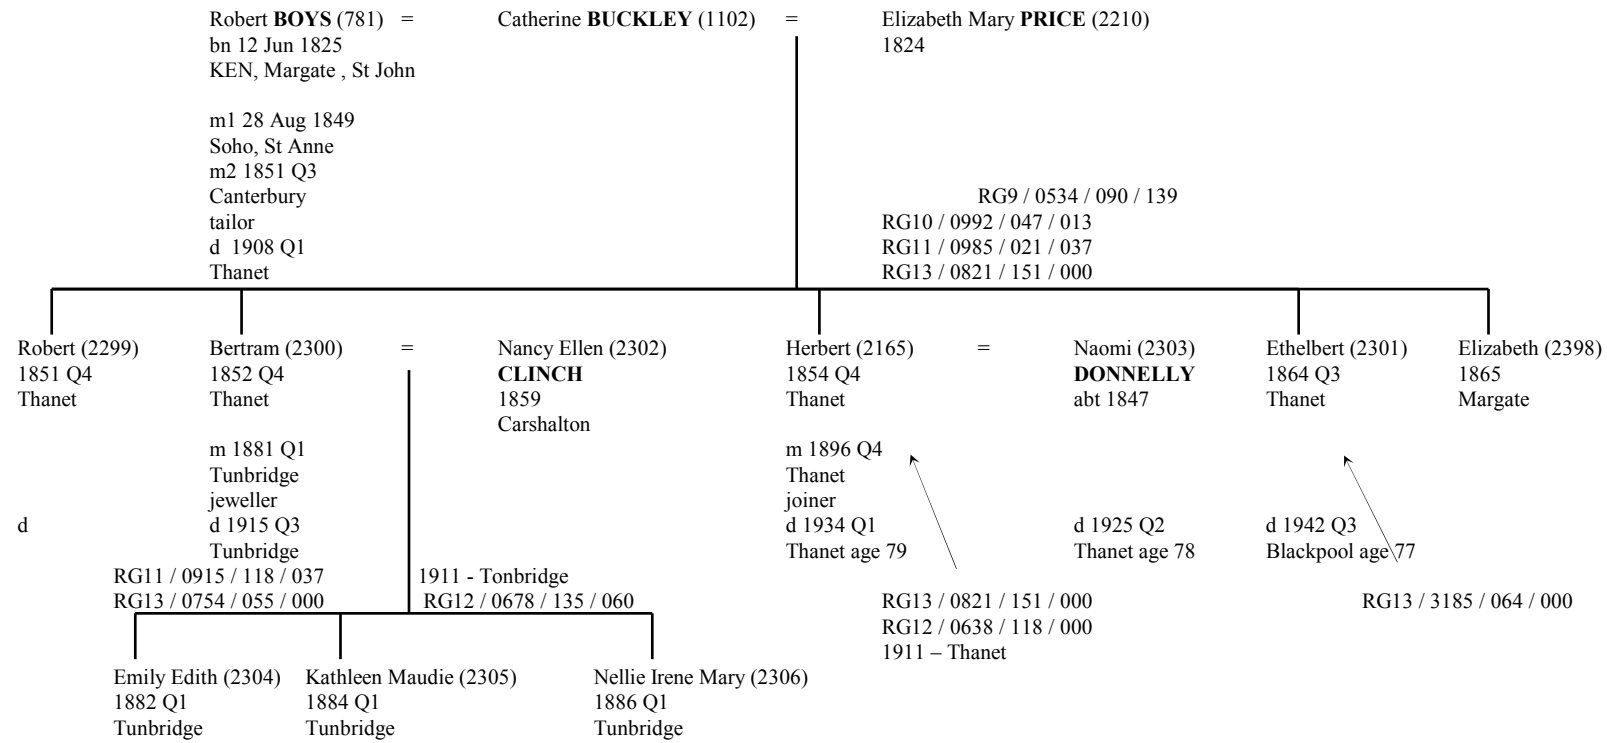 Robert BOYS (781) = Catherine BUCKLEY (1102) = Elizabeth Mary PRICE (2210)
bn 12 Jun 1825 1824
KEN, Margate , St John
m1 28 Aug 1849
Soho, St Anne
m2 1851 Q3
Canterbury RG9 / 0534 / 090 / 139
tailor RG10 / 0992 / 047 / 013
d 1908 Q1 RG11 / 0985 / 021 / 037
Thanet RG13 / 0821 / 151 / 000
Robert (2299) Bertram (2300) = Nancy Ellen (2302) Herbert (2165) = Naomi (2303) Ethelbert (2301) Elizabeth (2398)
1851 Q4 1852 Q4 CLINCH 1854 Q4 DONNELLY 1864 Q3 1865
Thanet Thanet 1859 Thanet abt 1847 Thanet Margate
Carshalton
m 1881 Q1 m 1896 Q4
Tunbridge Thanet
jeweller joiner
d d 1915 Q3 d 1934 Q1 d 1925 Q2 d 1942 Q3
Tunbridge Thanet age 79 Thanet age 78 Blackpool age 77
RG11 / 0915 / 118 / 037 1911 - Tonbridge
RG13 / 0754 / 055 / 000 RG12 / 0678 / 135 / 060 RG13 / 0821 / 151 / 000 RG13 / 3185 / 064 / 000
RG12 / 0638 / 118 / 000
1911 – Thanet
Emily Edith (2304) Kathleen Maudie (2305) Nellie Irene Mary (2306)
1882 Q1 1884 Q1 1886 Q1
Tunbridge Tunbridge Tunbridge